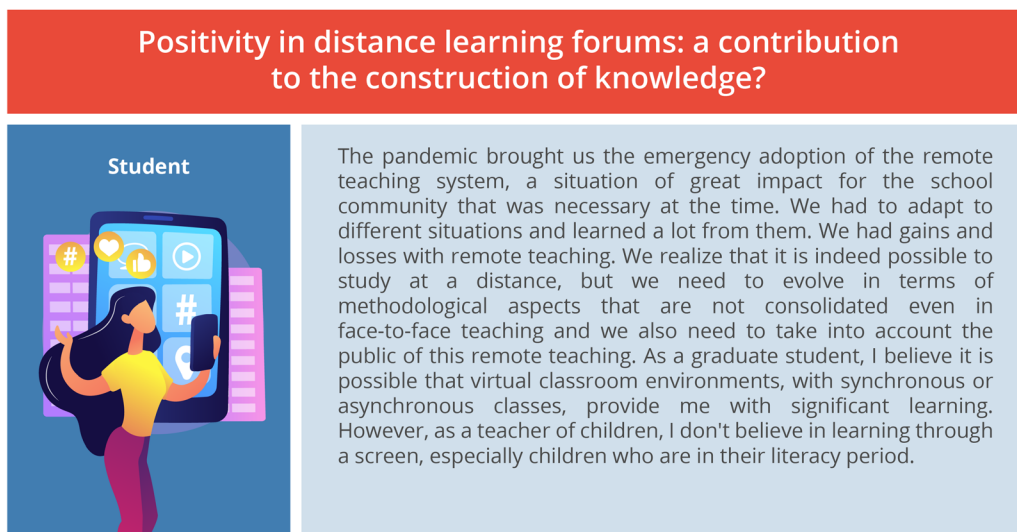 Positivity in distance learning forums: a contribution
to the construction of knowledge?
Student
The pandemic brought us the emergency adoption of the remote
teaching system, a situation of great impact for the school
community that was necessary at the time. We had to adapt to
different situations and learned a lot from them. We had gains and
losses with remote teaching. We realize that it is indeed possible to
study at a distance, but we need to evolve in terms of
methodological aspects that are not consolidated even in
face-to-face teaching and we also need to take into account the
public of this remote teaching. As a graduate student, I believe it is
possible that virtual classroom environments, with synchronous or
asynchronous classes, provide me with significant learning.
However, as a teacher of children, I don't believe in learning through
a screen, especially children who are in their literacy period.
#
#